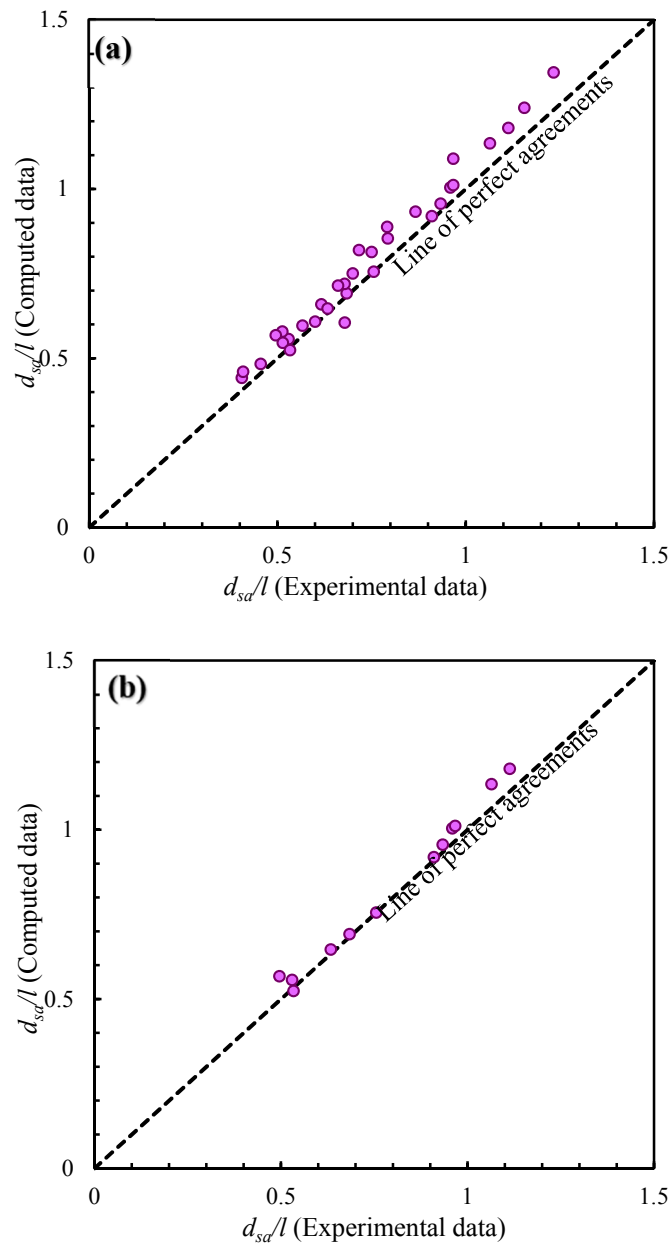 (a)
1.5
1
0.5
0
d_sa/l (Computed data)
Line of perfect agreements
0 0.5 1 1.5
d_sa/l (Experimental data)
(b)
1.5
1
0.5
0
d_sa/l (Computed data)
Line of perfect agreements
0 0.5 1 1.5
d_sa/l (Experimental data)